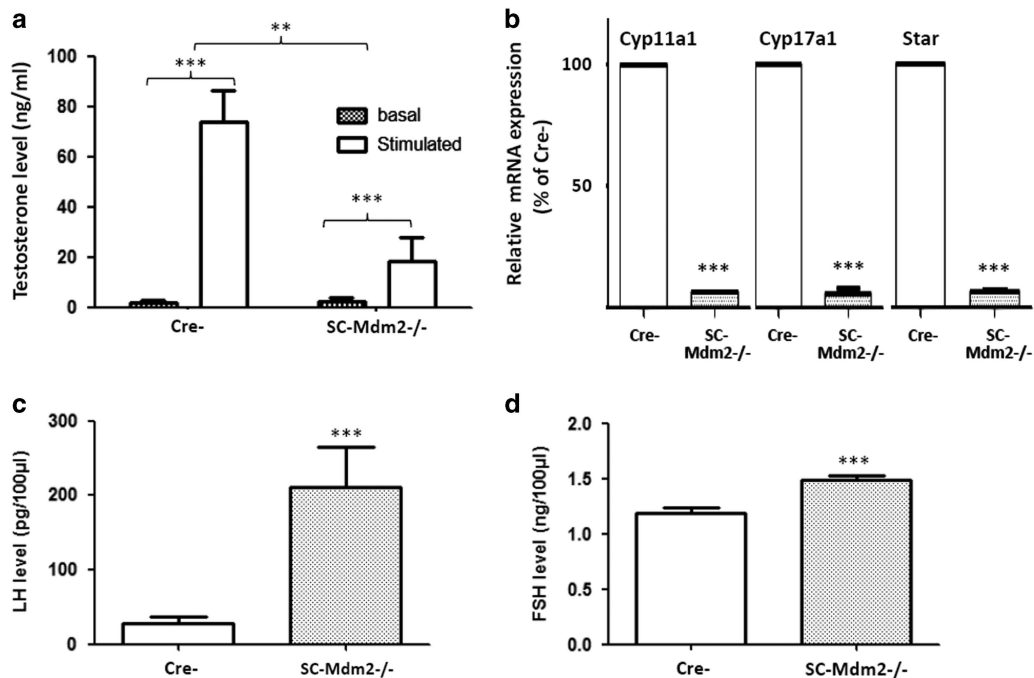 a
**
***
***
Testosterone level (ng/ml)
100
80
60
40
20
0
basal
Stimulated
Cre-
SC-Mdm2-/-
b
Cyp11a1
Cyp17a1
Star
Relative mRNA expression
(% of Cre-)
100
50
***
***
***
Cre-
SC-
Mdm2-/-
Cre-
SC-
Mdm2-/-
Cre-
SC-
Mdm2-/-
c
LH level (pg/100µl)
300
200
100
0
***
Cre-
SC-Mdm2-/-
d
FSH level (ng/100µl)
2.0
1.5
1.0
0.5
0.0
***
Cre-
SC-Mdm2-/-